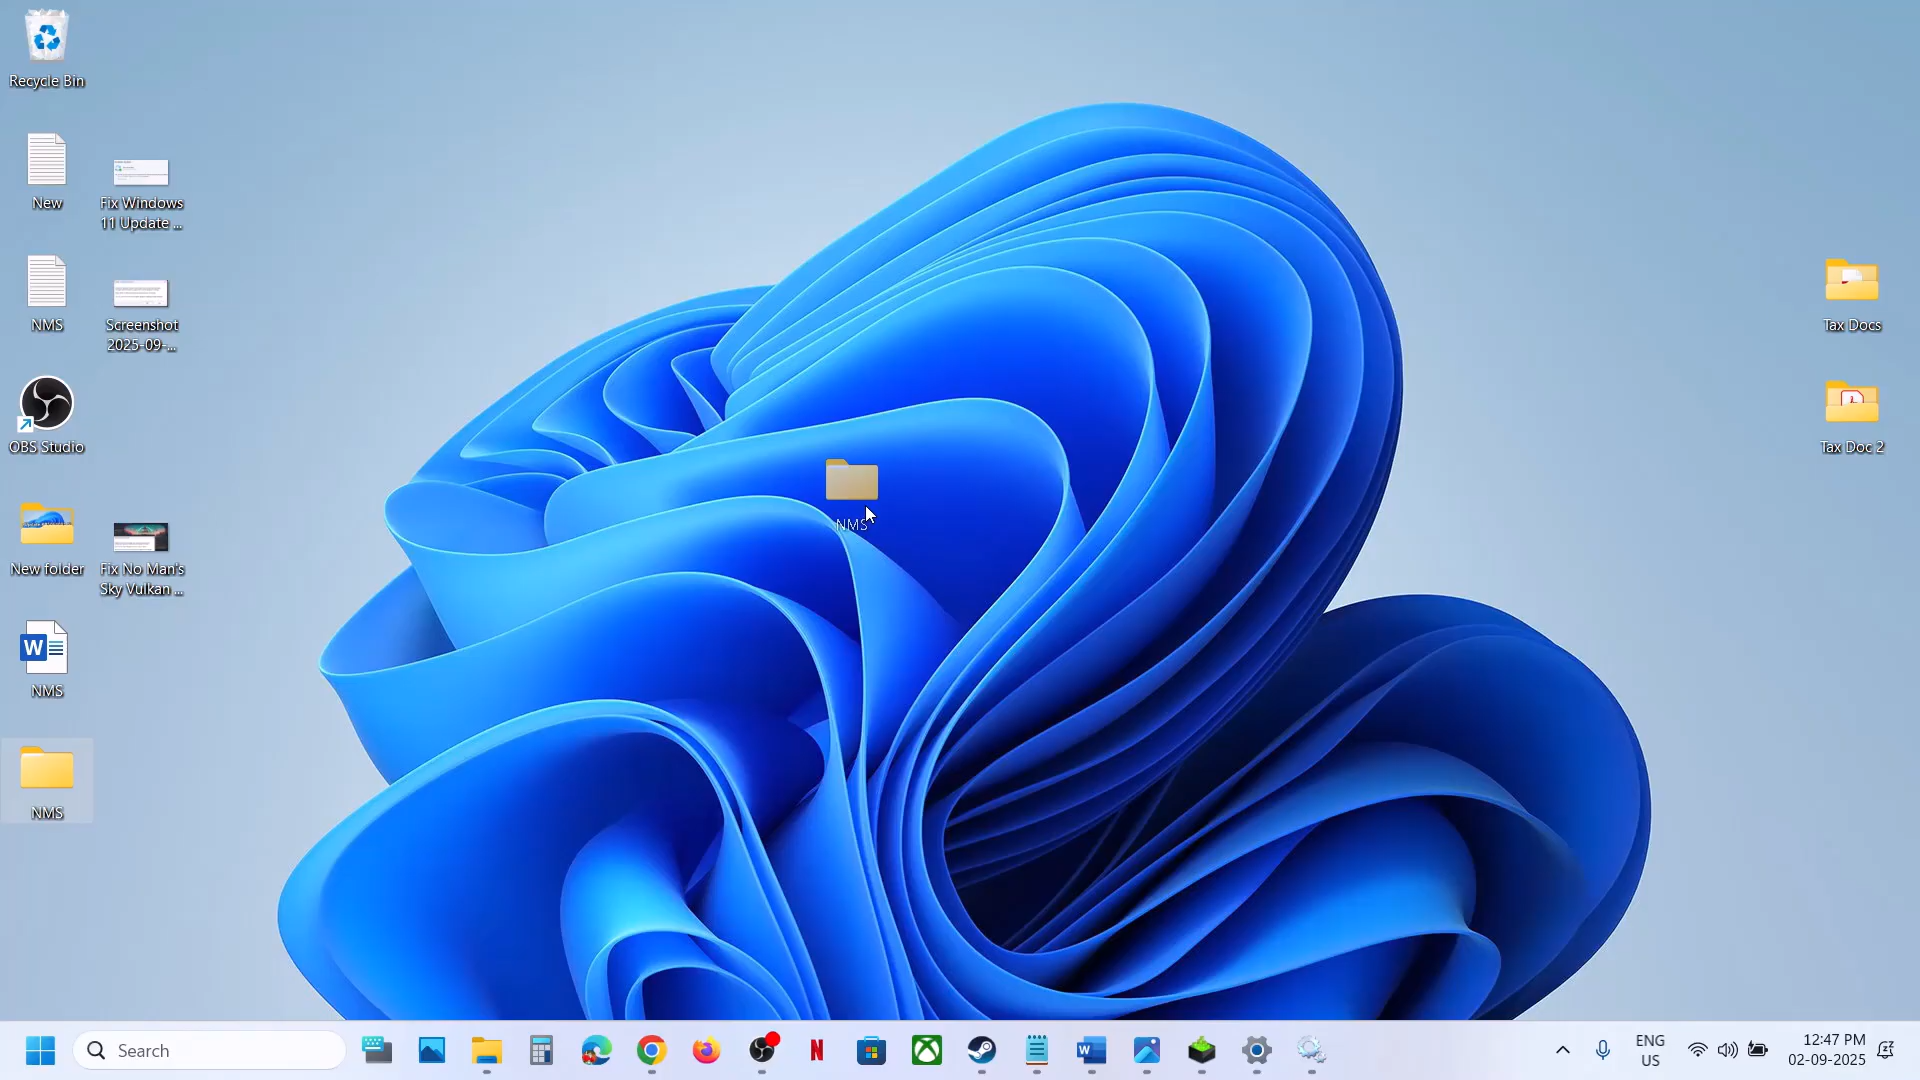 Recycle Bin
New
Fix Windows
11 Update ...
NMS
Screenshot
2025-09-...
OBS Studio
New folder
Fix No Man's
Sky Vulkan ...
NMS
NMS
NMS
Tax Docs
Tax Doc 2
Search
ENG
US
12:47 PM
02-09-2025